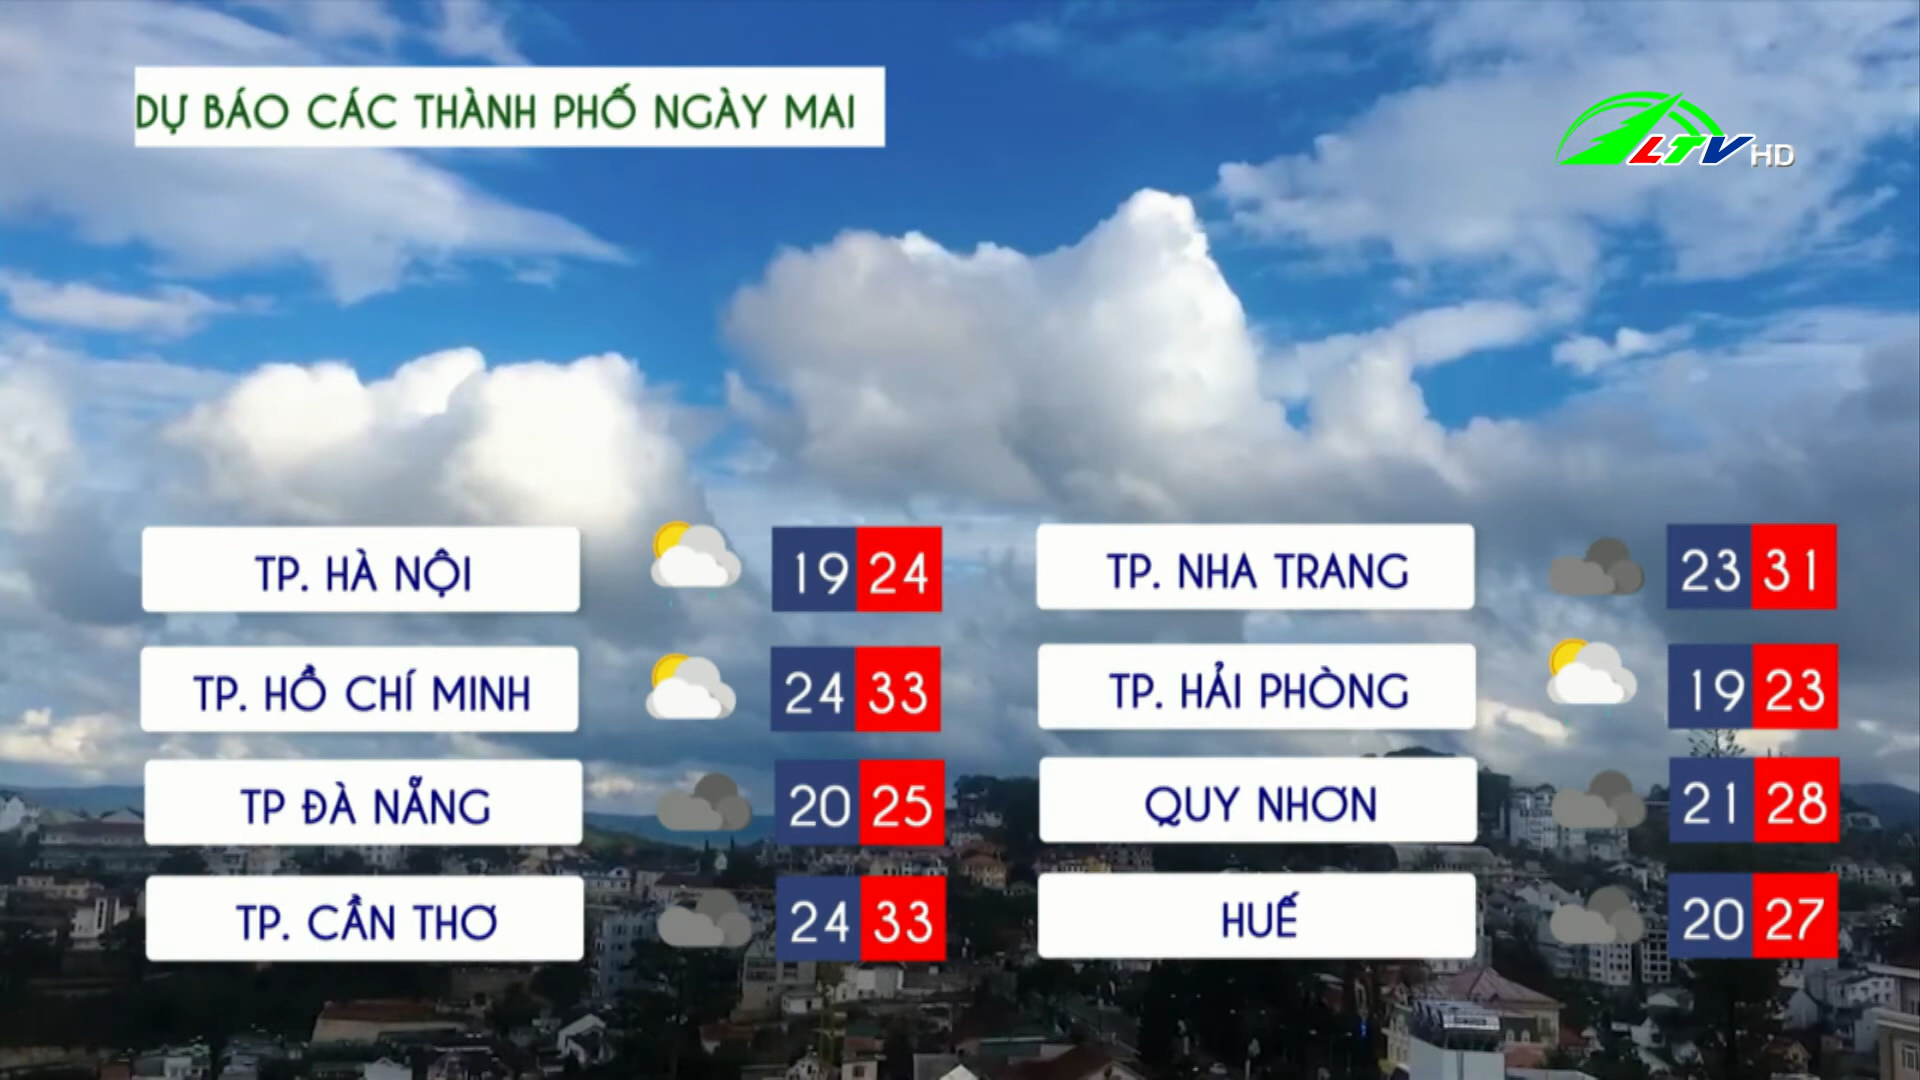 DỰ BÁO CÁC THÀNH PHỐ NGÀY MAI
LTV HD
TP. HÀ NỘI 19 24
TP. HỒ CHÍ MINH 24 33
TP ĐÀ NẴNG 20 25
TP. CẦN THƠ 24 33
TP. NHA TRANG 23 31
TP. HẢI PHÒNG 19 23
QUY NHƠN 21 28
HUẾ 20 27